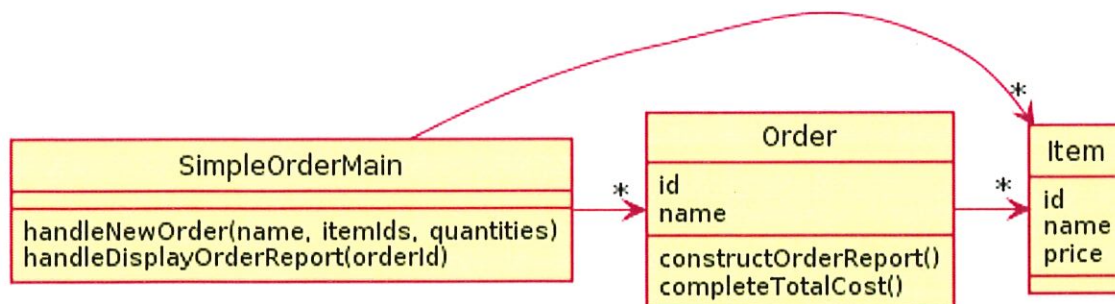 SimpleOrderMain
handleNewOrder(name, itemIds, quantities)
handleDisplayOrderReport(orderId)
*
Order
id
name
constructOrderReport()
completeTotalCost()
*
*
Item
id
name
price